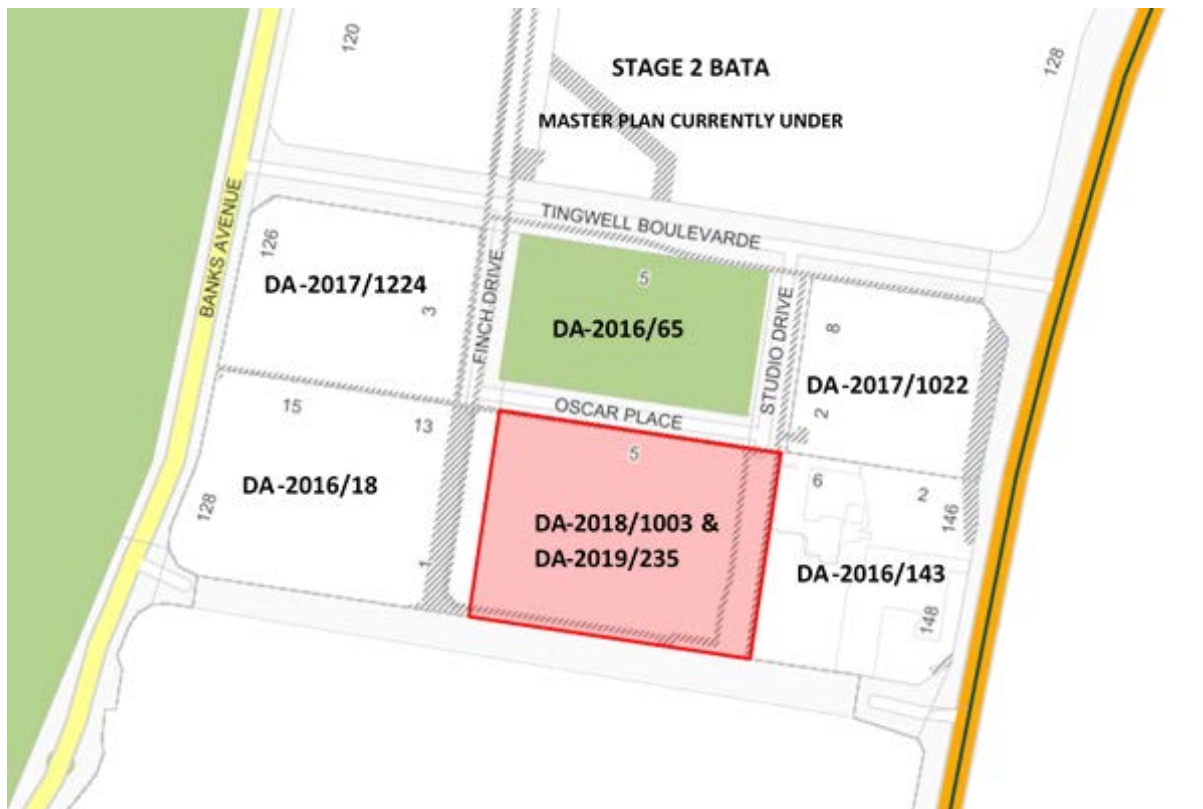 120
STAGE 2 BATA
128
MASTER PLAN CURRENTLY UNDER
BANKS AVENUE
TINGWELL BOULEVARDE
126
DA-2017/1224
3
FINCH DRIVE
5
DA-2016/65
STUDIO DRIVE
8
DA-2017/1022
2
15
13
OSCAR PLACE
5
DA-2016/18
128
1
DA-2018/1003 &
DA-2019/235
6
2
146
DA-2016/143
148